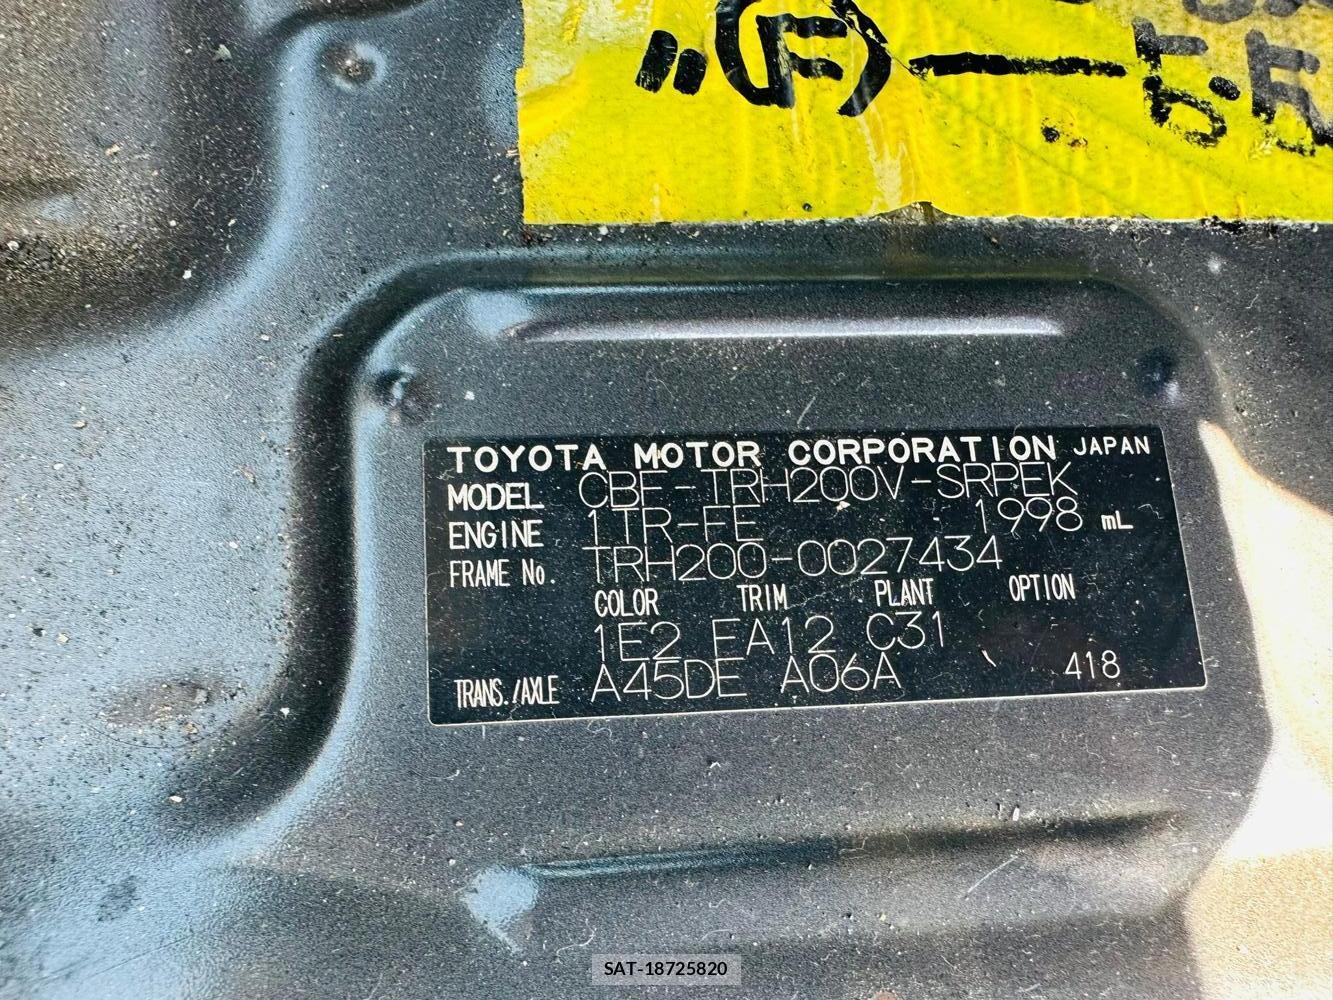 "(F)—
TOYOTA MOTOR CORPORATION JAPAN
MODEL CBF-TRH200V-SRPEK
ENGINE 1TR-FE 1998 mL
FRAME No. TRH200-0027434
COLOR TRIM PLANT OPTION
1E2 FA12 C31
TRANS./AXLE A45DE A06A 418
SAT-18725820